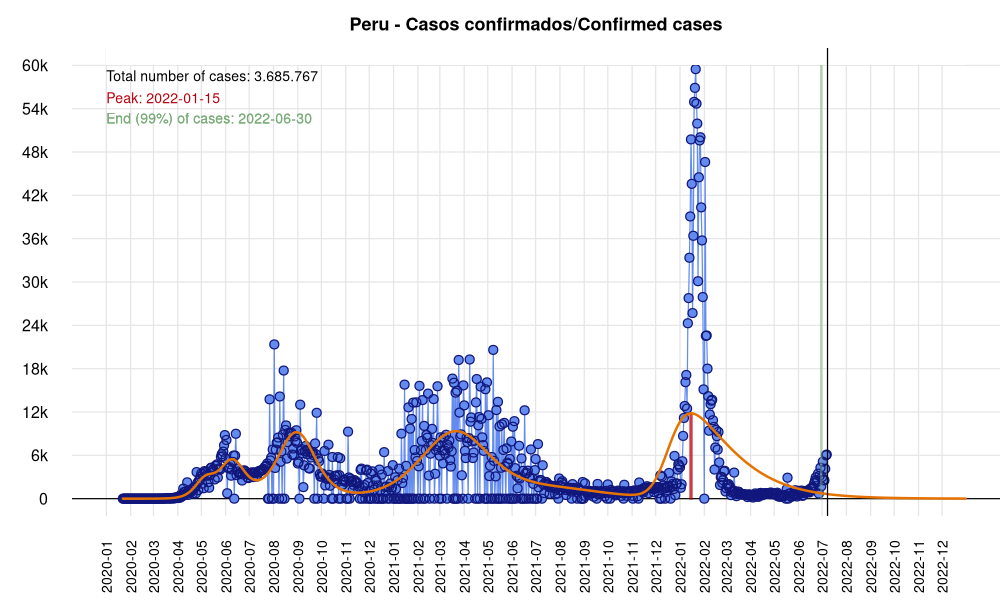 Peru - Casos confirmados/Confirmed cases
60k
Total number of cases: 3.685.767
Peak: 2022-01-15
End (99%) of cases: 2022-06-30
54k
48k
42k
36k
30k
24k
18k
12k
6k
0
2020-01
2020-02
2020-03
2020-04
2020-05
2020-06
2020-07
2020-08
2020-09
2020-10
2020-11
2020-12
2021-01
2021-02
2021-03
2021-04
2021-05
2021-06
2021-07
2021-08
2021-09
2021-10
2021-11
2021-12
2022-01
2022-02
2022-03
2022-04
2022-05
2022-06
2022-07
2022-08
2022-09
2022-10
2022-11
2022-12